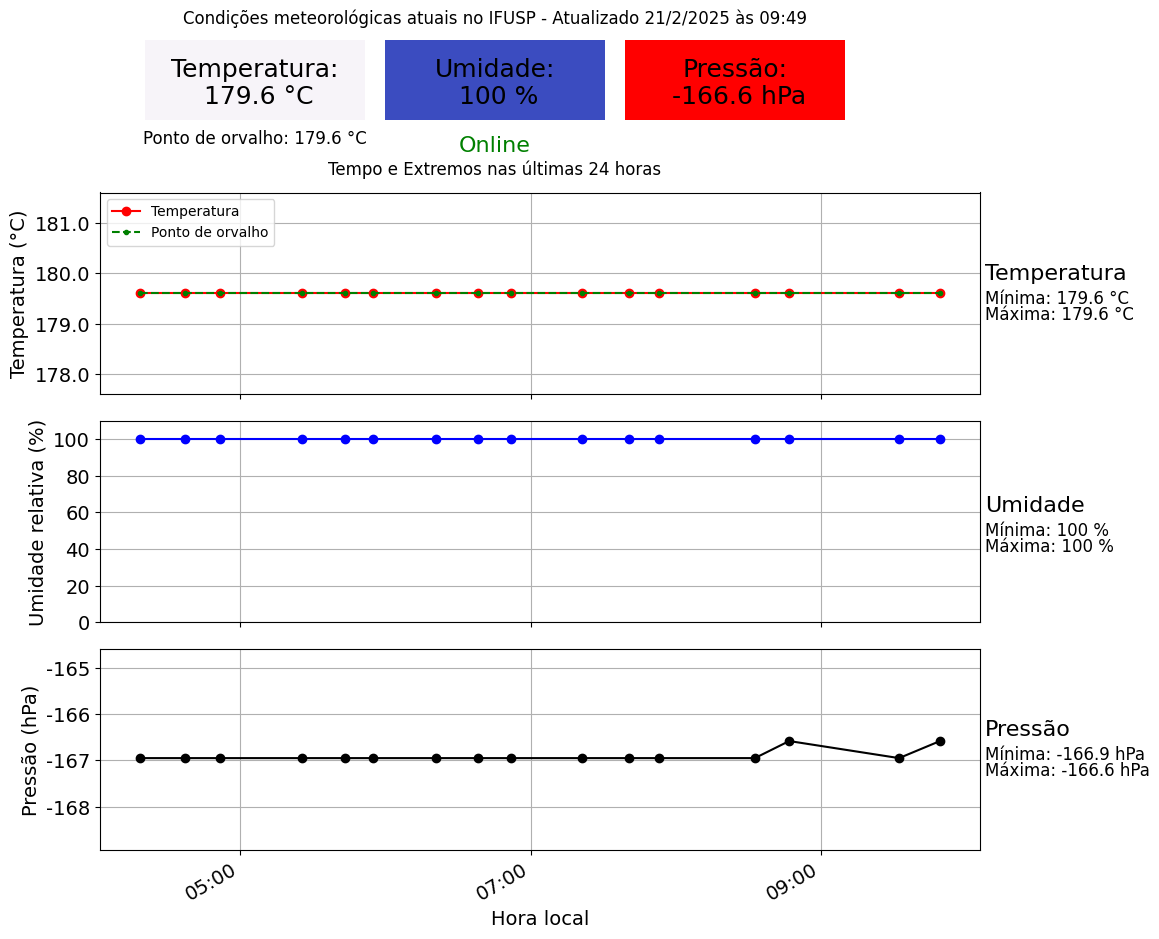 Condições meteorológicas atuais no IFUSP - Atualizado 21/2/2025 às 09:49
Temperatura:
179.6 °C
Umidade:
100 %
Pressão:
-166.6 hPa
Ponto de orvalho: 179.6 °C
Online
Tempo e Extremos nas últimas 24 horas
Temperatura (°C)
181.0
180.0
179.0
178.0
Temperatura
Ponto de orvalho
Temperatura
Mínima: 179.6 °C
Máxima: 179.6 °C
Umidade relativa (%)
100
80
60
40
20
0
Umidade
Mínima: 100 %
Máxima: 100 %
Pressão (hPa)
-165
-166
-167
-168
Pressão
Mínima: -166.9 hPa
Máxima: -166.6 hPa
05:00
07:00
09:00
Hora local